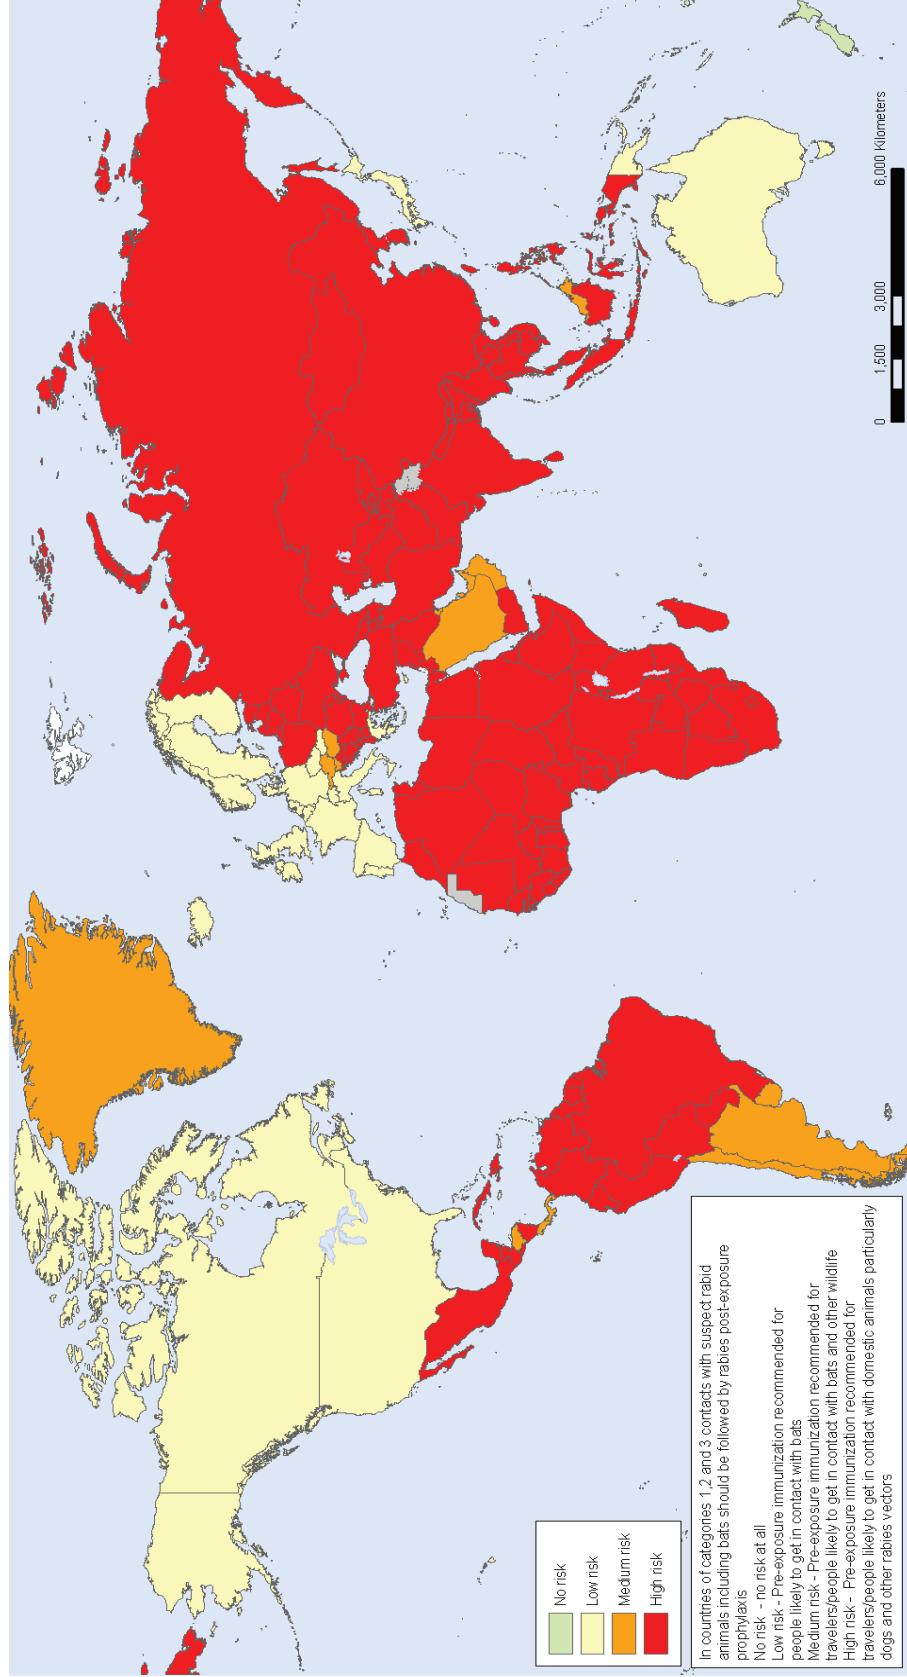 No risk
Low risk
Medium risk
High risk
In countries of categories 1,2 and 3 contacts with suspect rabid
animals including bats should be followed by rabies post-exposure
prophylaxis
No risk - no risk at all
Low risk - Pre-exposure immunization recommended for
people likely to get in contact with bats
Medium risk - Pre-exposure immunization recommended for
travelers/people likely to get in contact with bats and other wildlife
High risk - Pre-exposure immunization recommended for
travelers/people likely to get in contact with domestic animals particularly
dogs and other rabies vectors
0 1,500 3,000 6,000 Kilometers